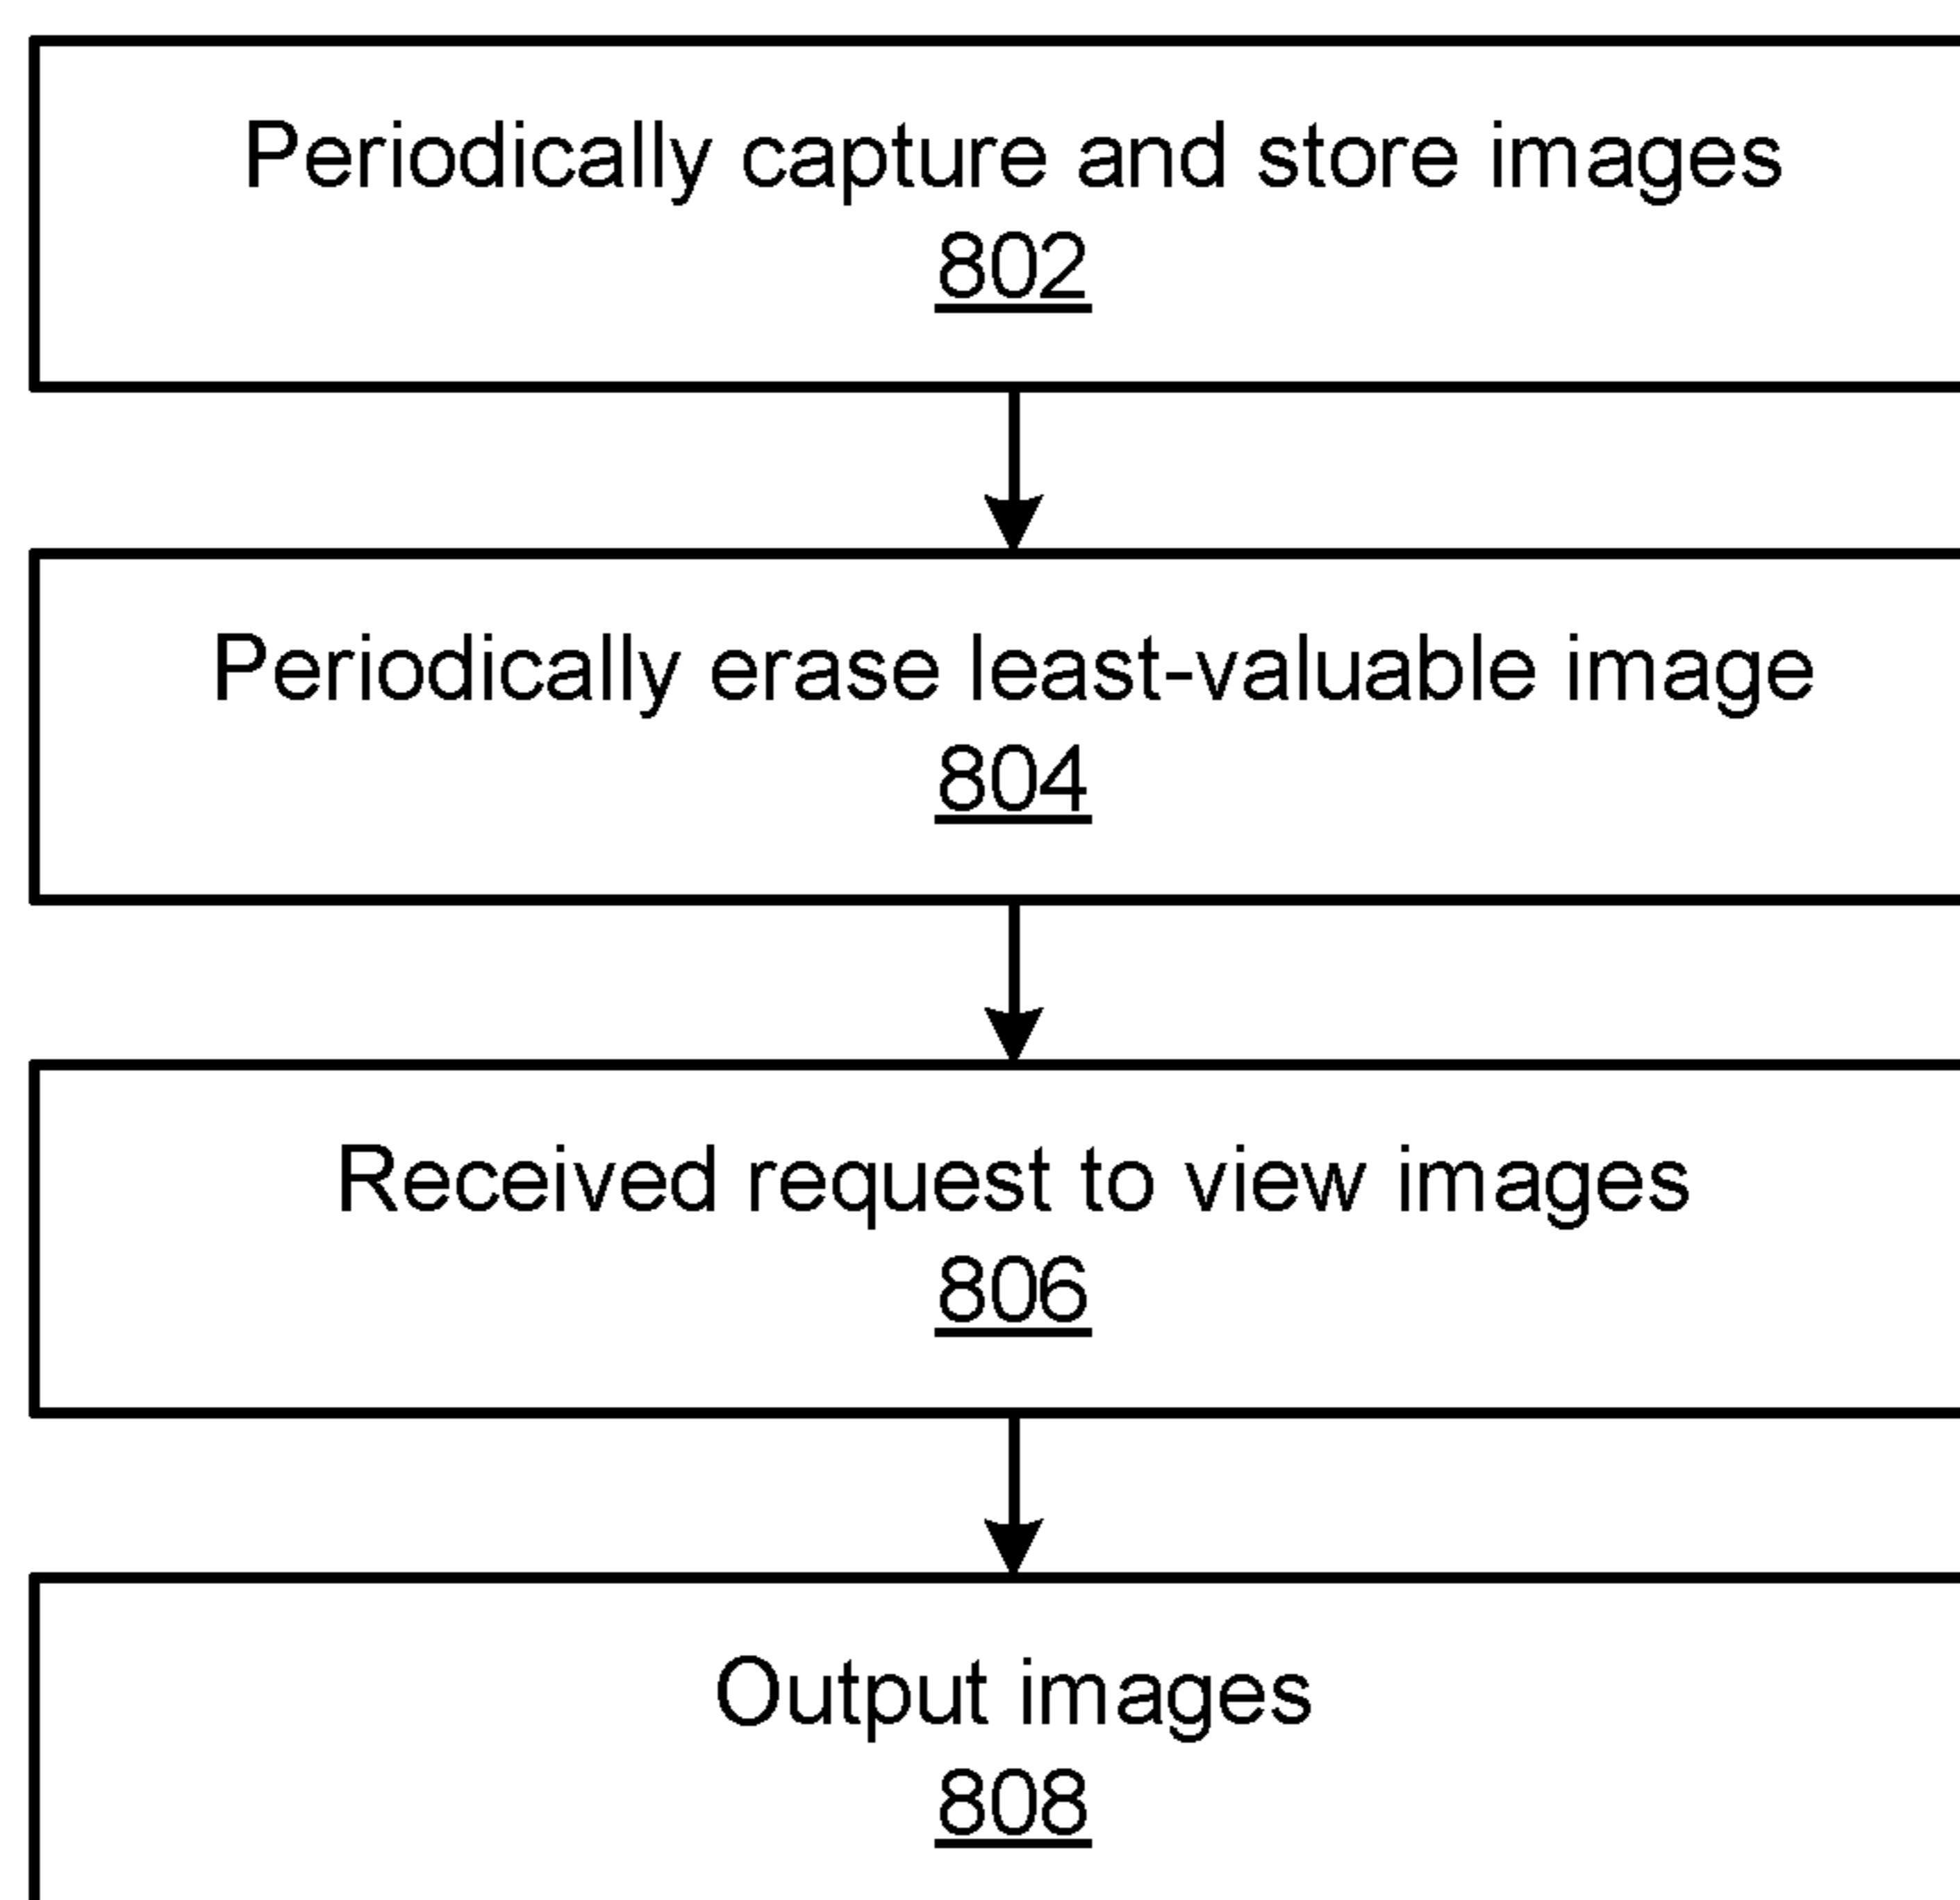 Periodically capture and store images
802
Periodically erase least-valuable image
804
Received request to view images
806
Output images
808